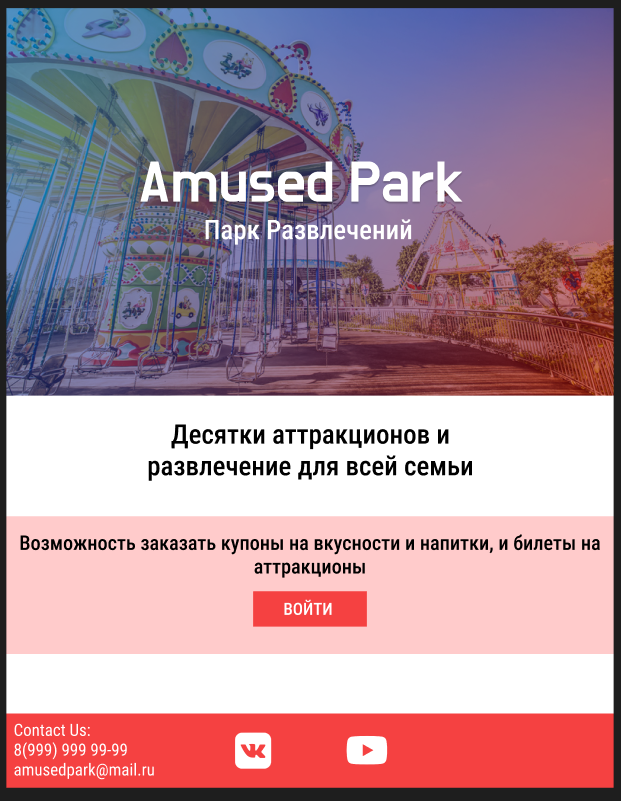 Amused Park
Парк Развлечений
Десятки аттракционов и
развлечение для всей семьи
Возможность заказать купоны на вкусности и напитки, и билеты на
аттракционы
ВОЙТИ
Contact Us:
8(999) 999 99-99
amusedpark@mail.ru